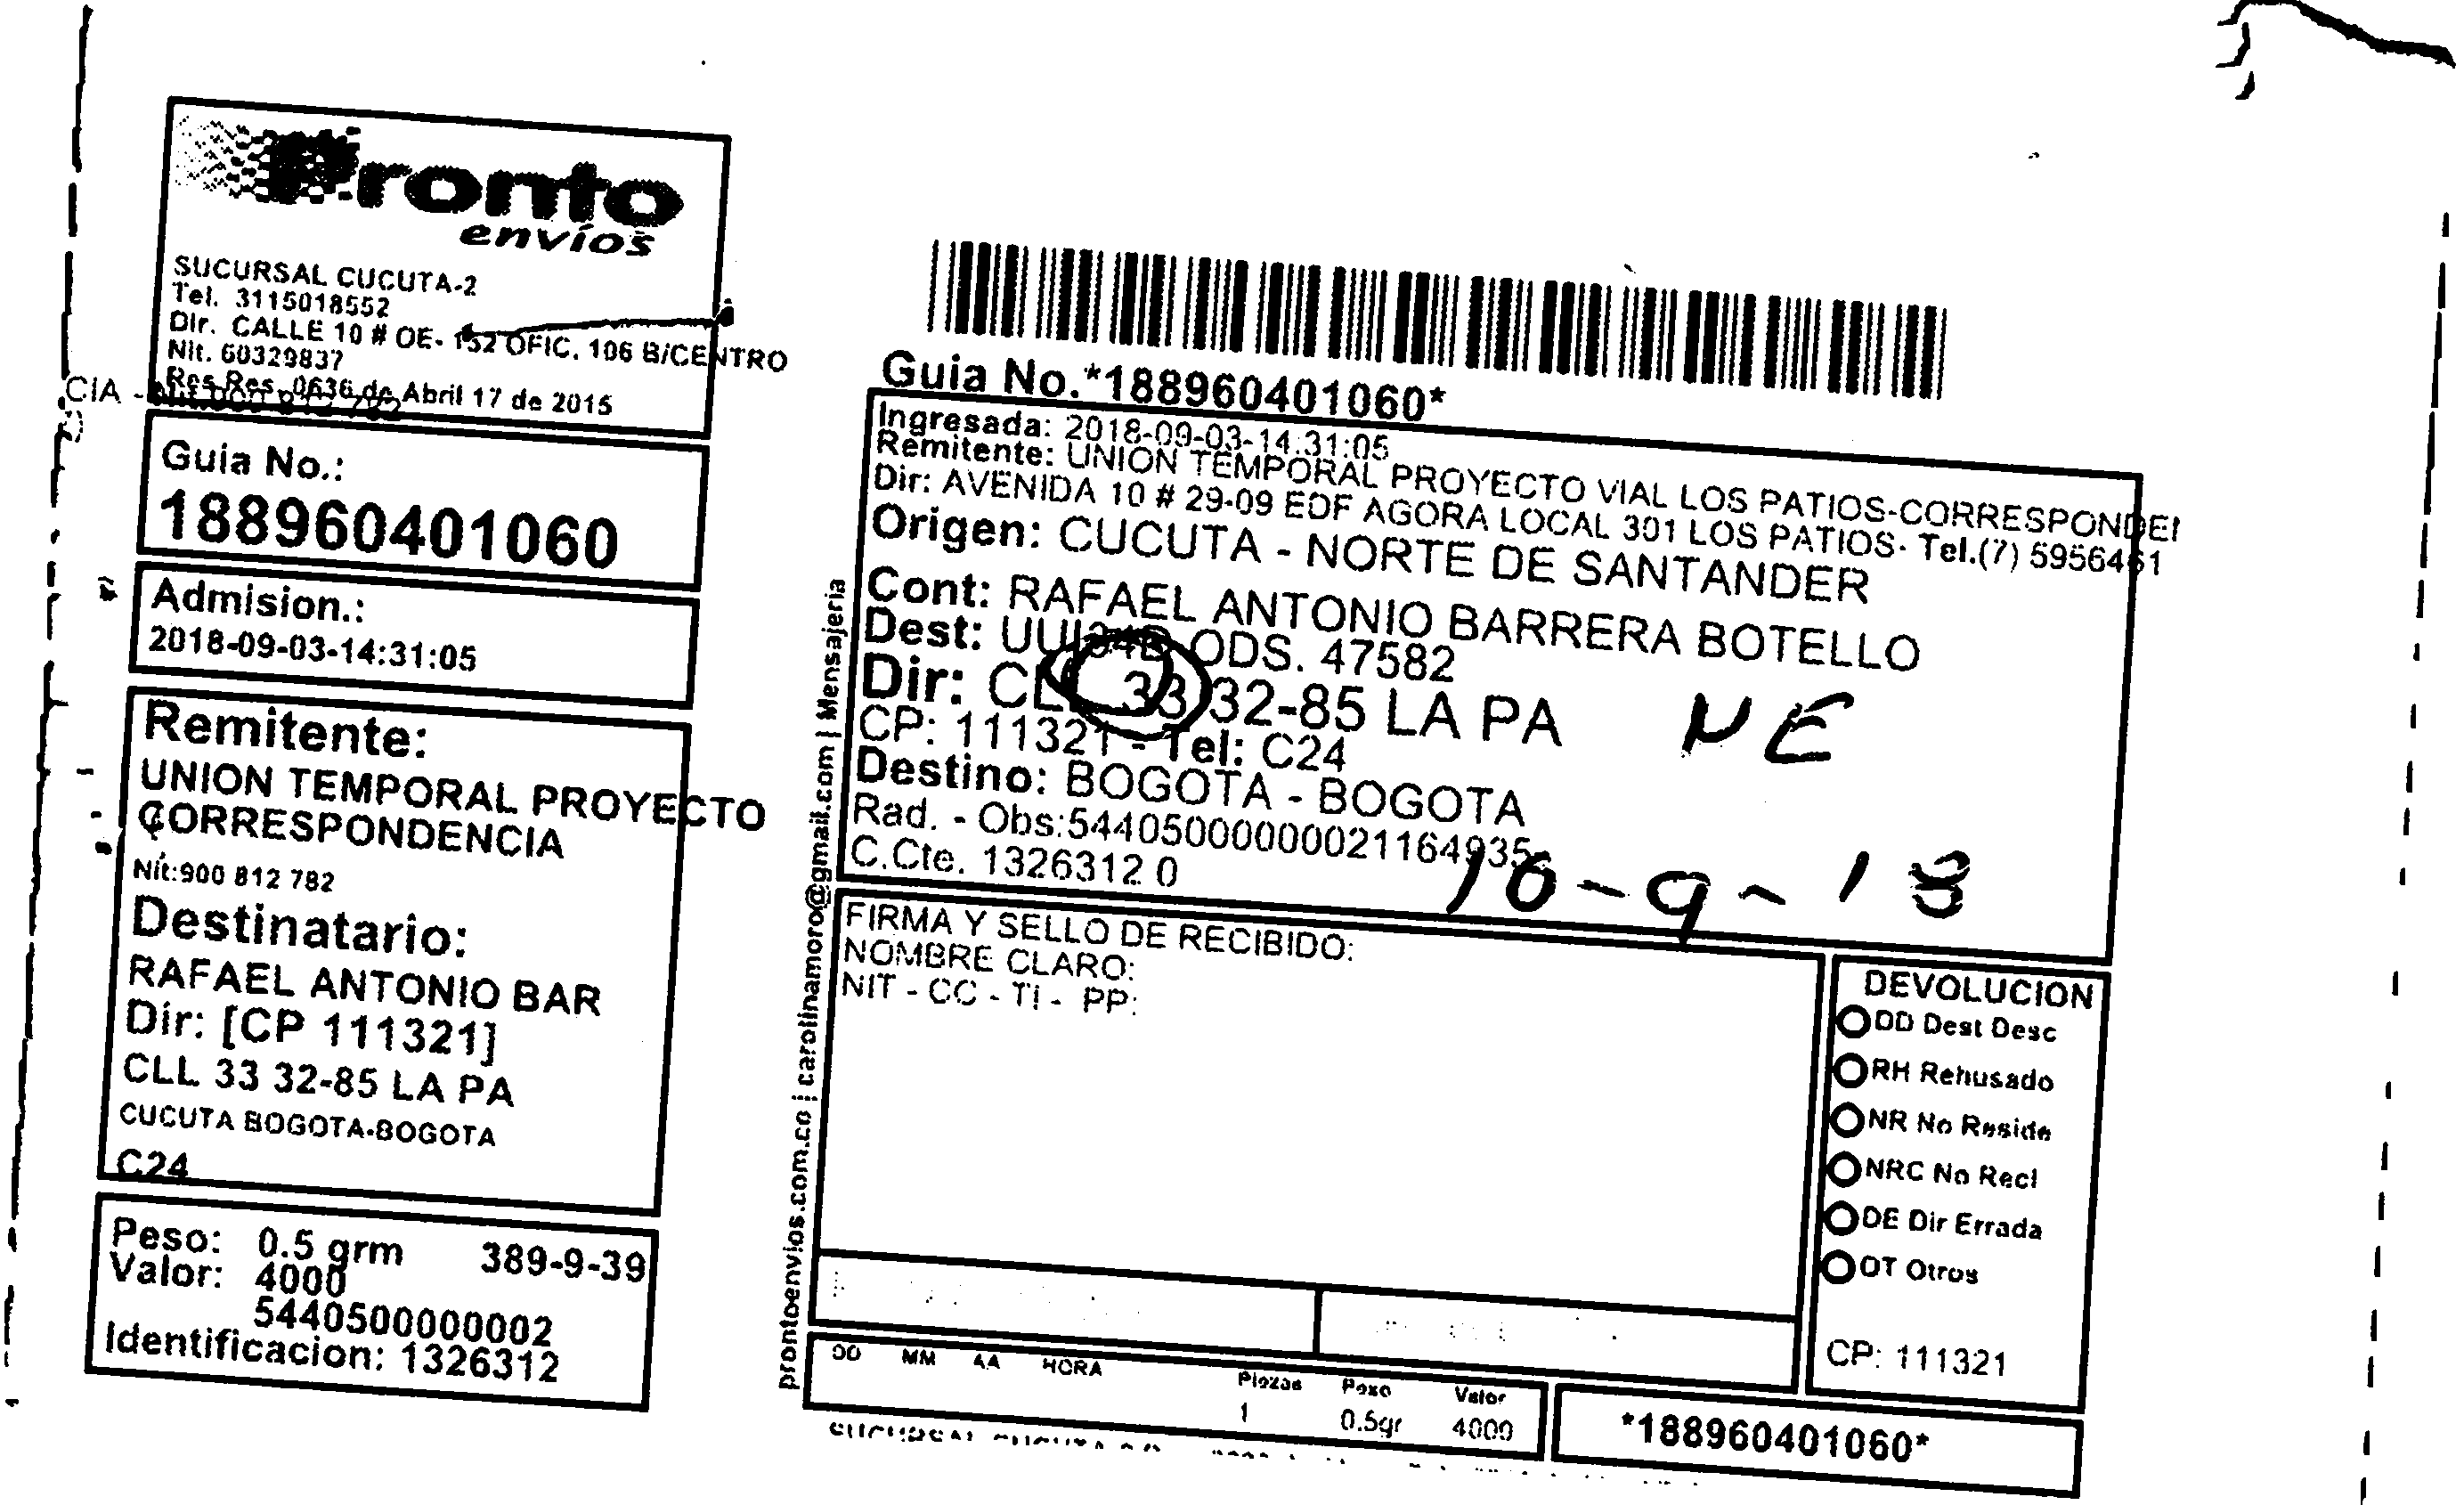 Pronto
envíos
SUCURSAL CUCUTA-2
Tel. 3115018552
Dir. CALLE 10 # OE- 152 OFIC. 106 B/CENTRO
Nit. 60329837
Res Res. 0636 de Abril 17 de 2015
CIA -
Guia No.:
188960401060
Admision.:
2018-09-03-14:31:05
Remitente:
UNION TEMPORAL PROYECTO
CORRESPONDENCIA
Nit:900 812 782
Destinatario:
RAFAEL ANTONIO BAR
Dir: [CP 111321]
CLL 33 32-85 LA PA
CUCUTA BOGOTA-BOGOTA
C24
Peso: 0.5 grm 389-9-39
Valor: 4000
5440500000002
Identificacion: 1326312
prontoenvios.com.co | carolinamoro@gmail.com | Mensajeria
Guia No.*188960401060*
Ingresada: 2018-09-03-14:31:05
Remitente: UNION TEMPORAL PROYECTO VIAL LOS PATIOS-CORRESPONDEN
Dir: AVENIDA 10 # 29-09 EDF AGORA LOCAL 301 LOS PATIOS- Tel.(7) 5956461
Origen: CUCUTA - NORTE DE SANTANDER
Cont: RAFAEL ANTONIO BARRERA BOTELLO
Dest: ODS. 47582
Dir: CLL 33 32-85 LA PA NE
CP: 111321 - Tel: C24
Destino: BOGOTA - BOGOTA
Rad. - Obs:544050000000021164935
C.Cte. 1326312 0
10-9-18
FIRMA Y SELLO DE RECIBIDO:
NOMBRE CLARO:
NIT - CC - TI - PP:
DEVOLUCION
DD Dest Desc
RH Rehusado
NR No Reside
NRC No Recl
DE Dir Errada
OT Otros
CP: 111321
DD MM AA HORA Piezas Peso Valor
1 0.5gr 4000
*188960401060*